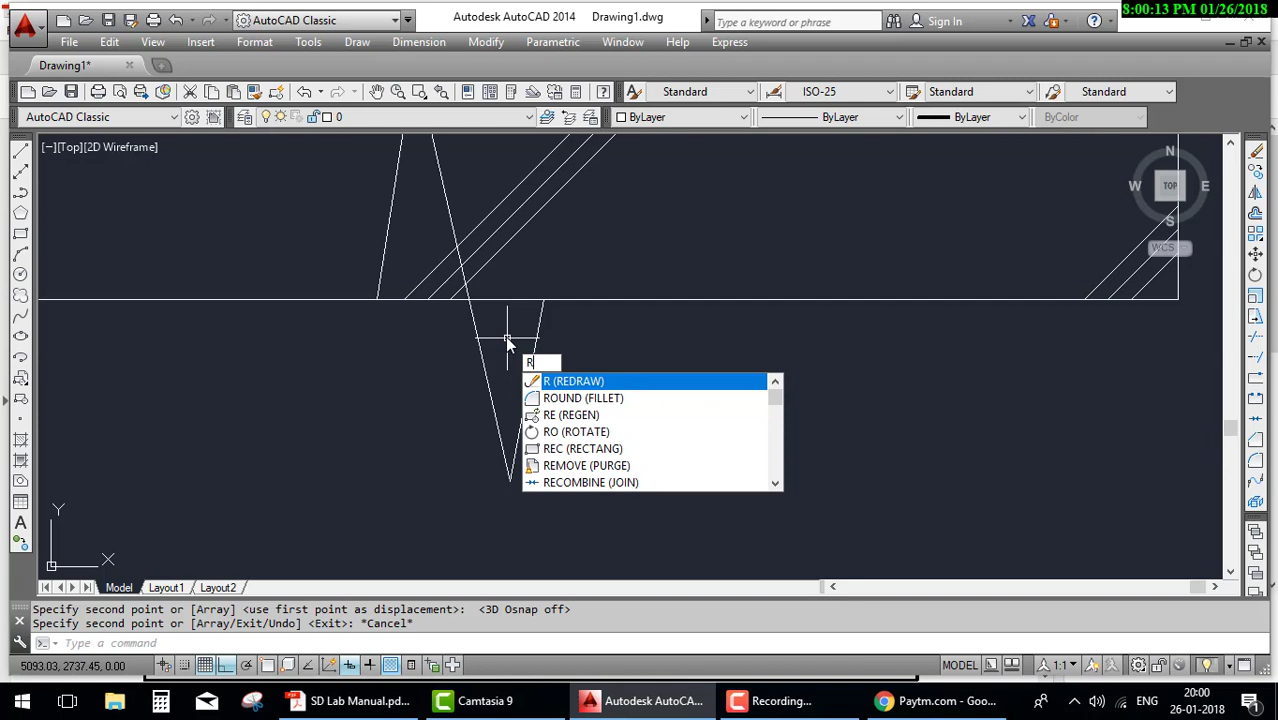 8:00:13 PM 01/26/2018
AutoCAD Classic
Autodesk AutoCAD 2014 Drawing1.dwg
Type a keyword or phrase
Sign In
File Edit View Insert Format Tools Draw Dimension Modify Parametric Window Help Express
Drawing1*
Standard ISO-25 Standard Standard
AutoCAD Classic 0 ByLayer ByLayer ByLayer ByColor
[−][Top][2D Wireframe]
N
W TOP E
S
WCS
R
R (REDRAW)
ROUND (FILLET)
RE (REGEN)
RO (ROTATE)
REC (RECTANG)
REMOVE (PURGE)
RECOMBINE (JOIN)
Y
X
A
Model Layout1 Layout2
Specify second point or [Array] <use first point as displacement>: <3D Osnap off>
Specify second point or [Array/Exit/Undo] <Exit>: *Cancel*
Type a command
5093.03, 2737.45, 0.00 MODEL 1:1
SD Lab Manual.pd... Camtasia 9 Autodesk AutoCA... Recording... Paytm.com - Goo... ENG 20:00
26-01-2018